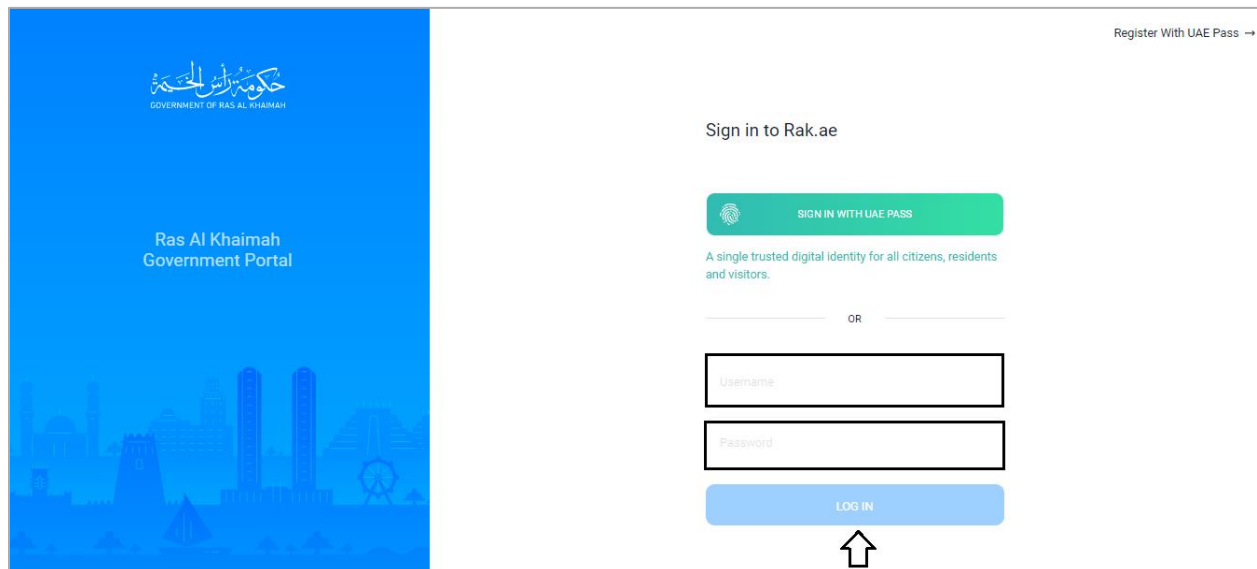 حكومة رأس الخيمة
GOVERNMENT OF RAS AL KHAIMAH
Ras Al Khaimah
Government Portal
Register With UAE Pass →
Sign in to Rak.ae
SIGN IN WITH UAE PASS
A single trusted digital identity for all citizens, residents
and visitors.
OR
Username
Password
LOG IN